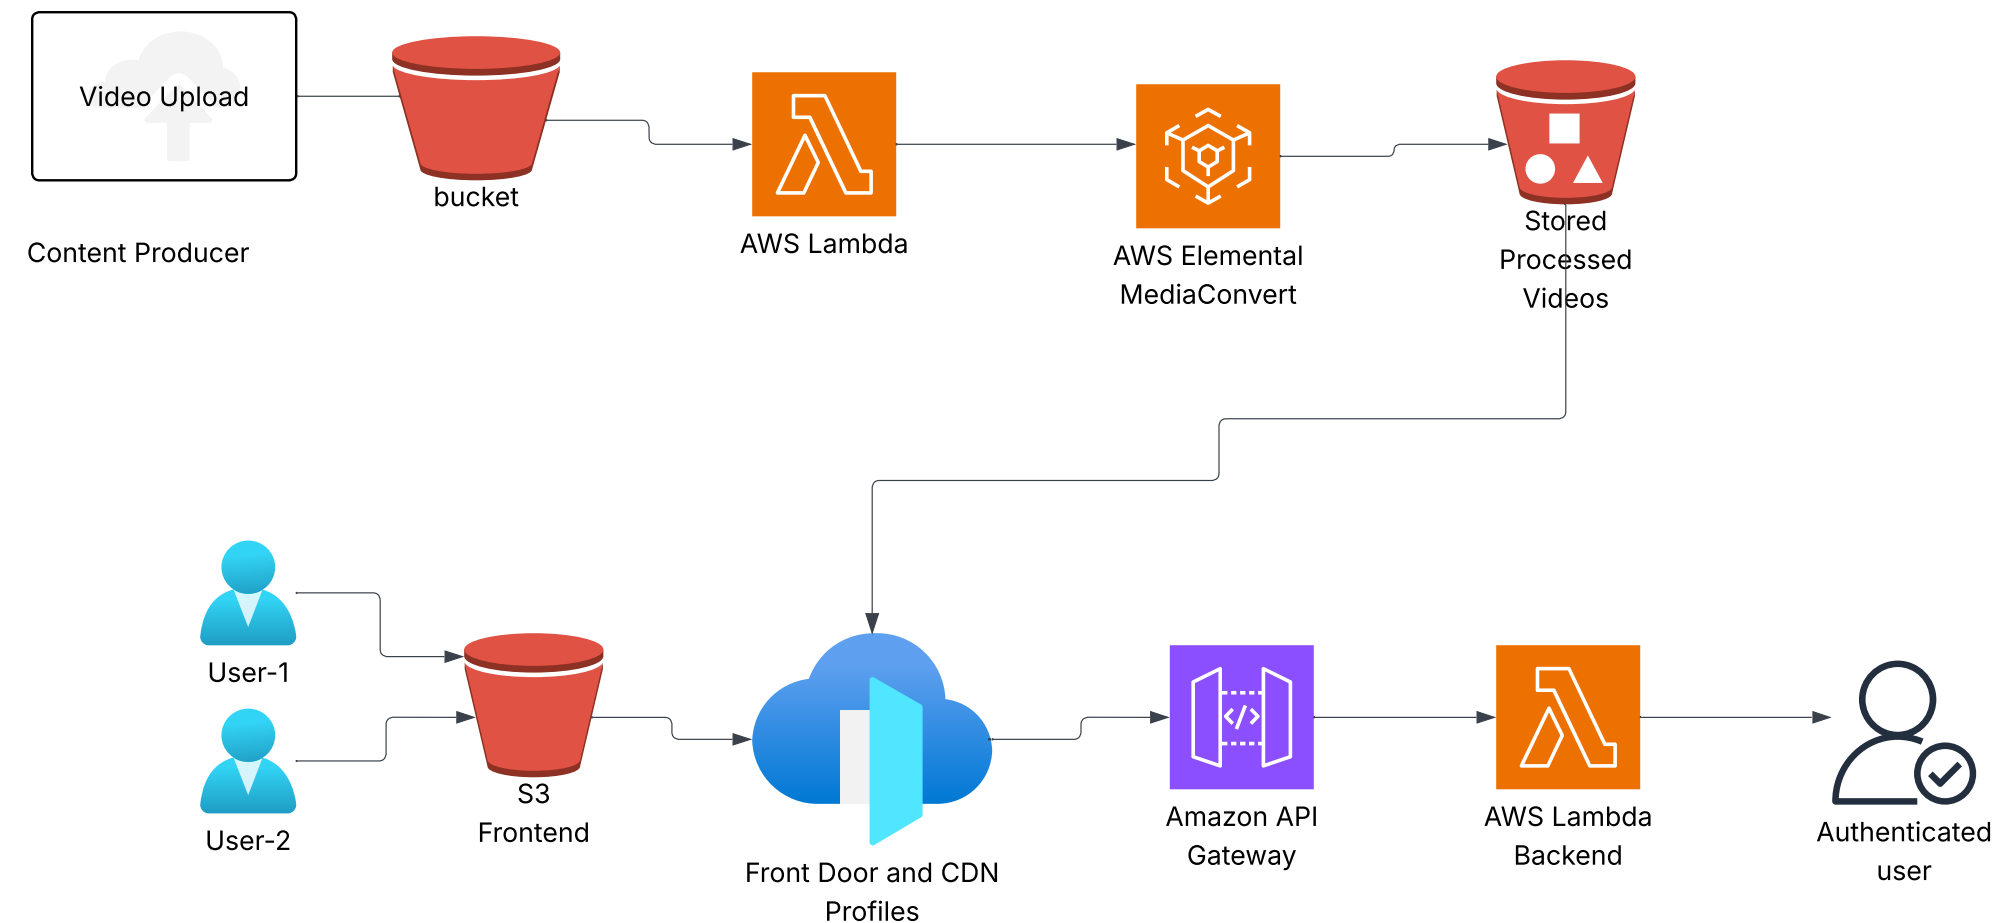 Video Upload
bucket
Content Producer
AWS Lambda
AWS Elemental
MediaConvert
Stored
Processed
Videos
User-1
User-2
S3
Frontend
Front Door and CDN
Profiles
Amazon API
Gateway
AWS Lambda
Backend
Authenticated
user